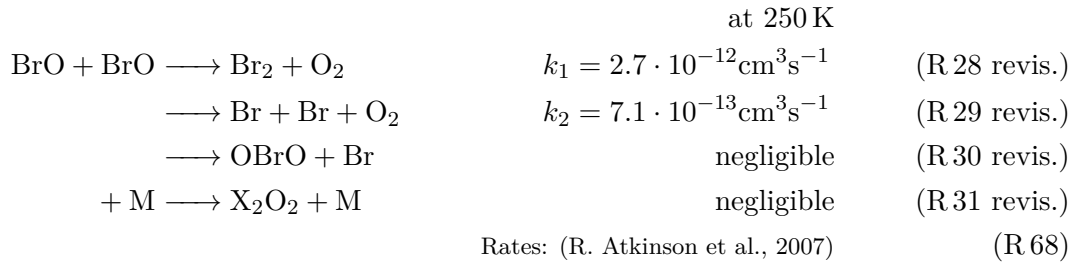 at 250 K
BrO + BrO ⟶ Br₂ + O₂ k₁ = 2.7 · 10⁻¹²cm³s⁻¹ (R 28 revis.)
⟶ Br + Br + O₂ k₂ = 7.1 · 10⁻¹³cm³s⁻¹ (R 29 revis.)
⟶ OBrO + Br negligible (R 30 revis.)
+ M ⟶ X₂O₂ + M negligible (R 31 revis.)
Rates: (R. Atkinson et al., 2007) (R 68)